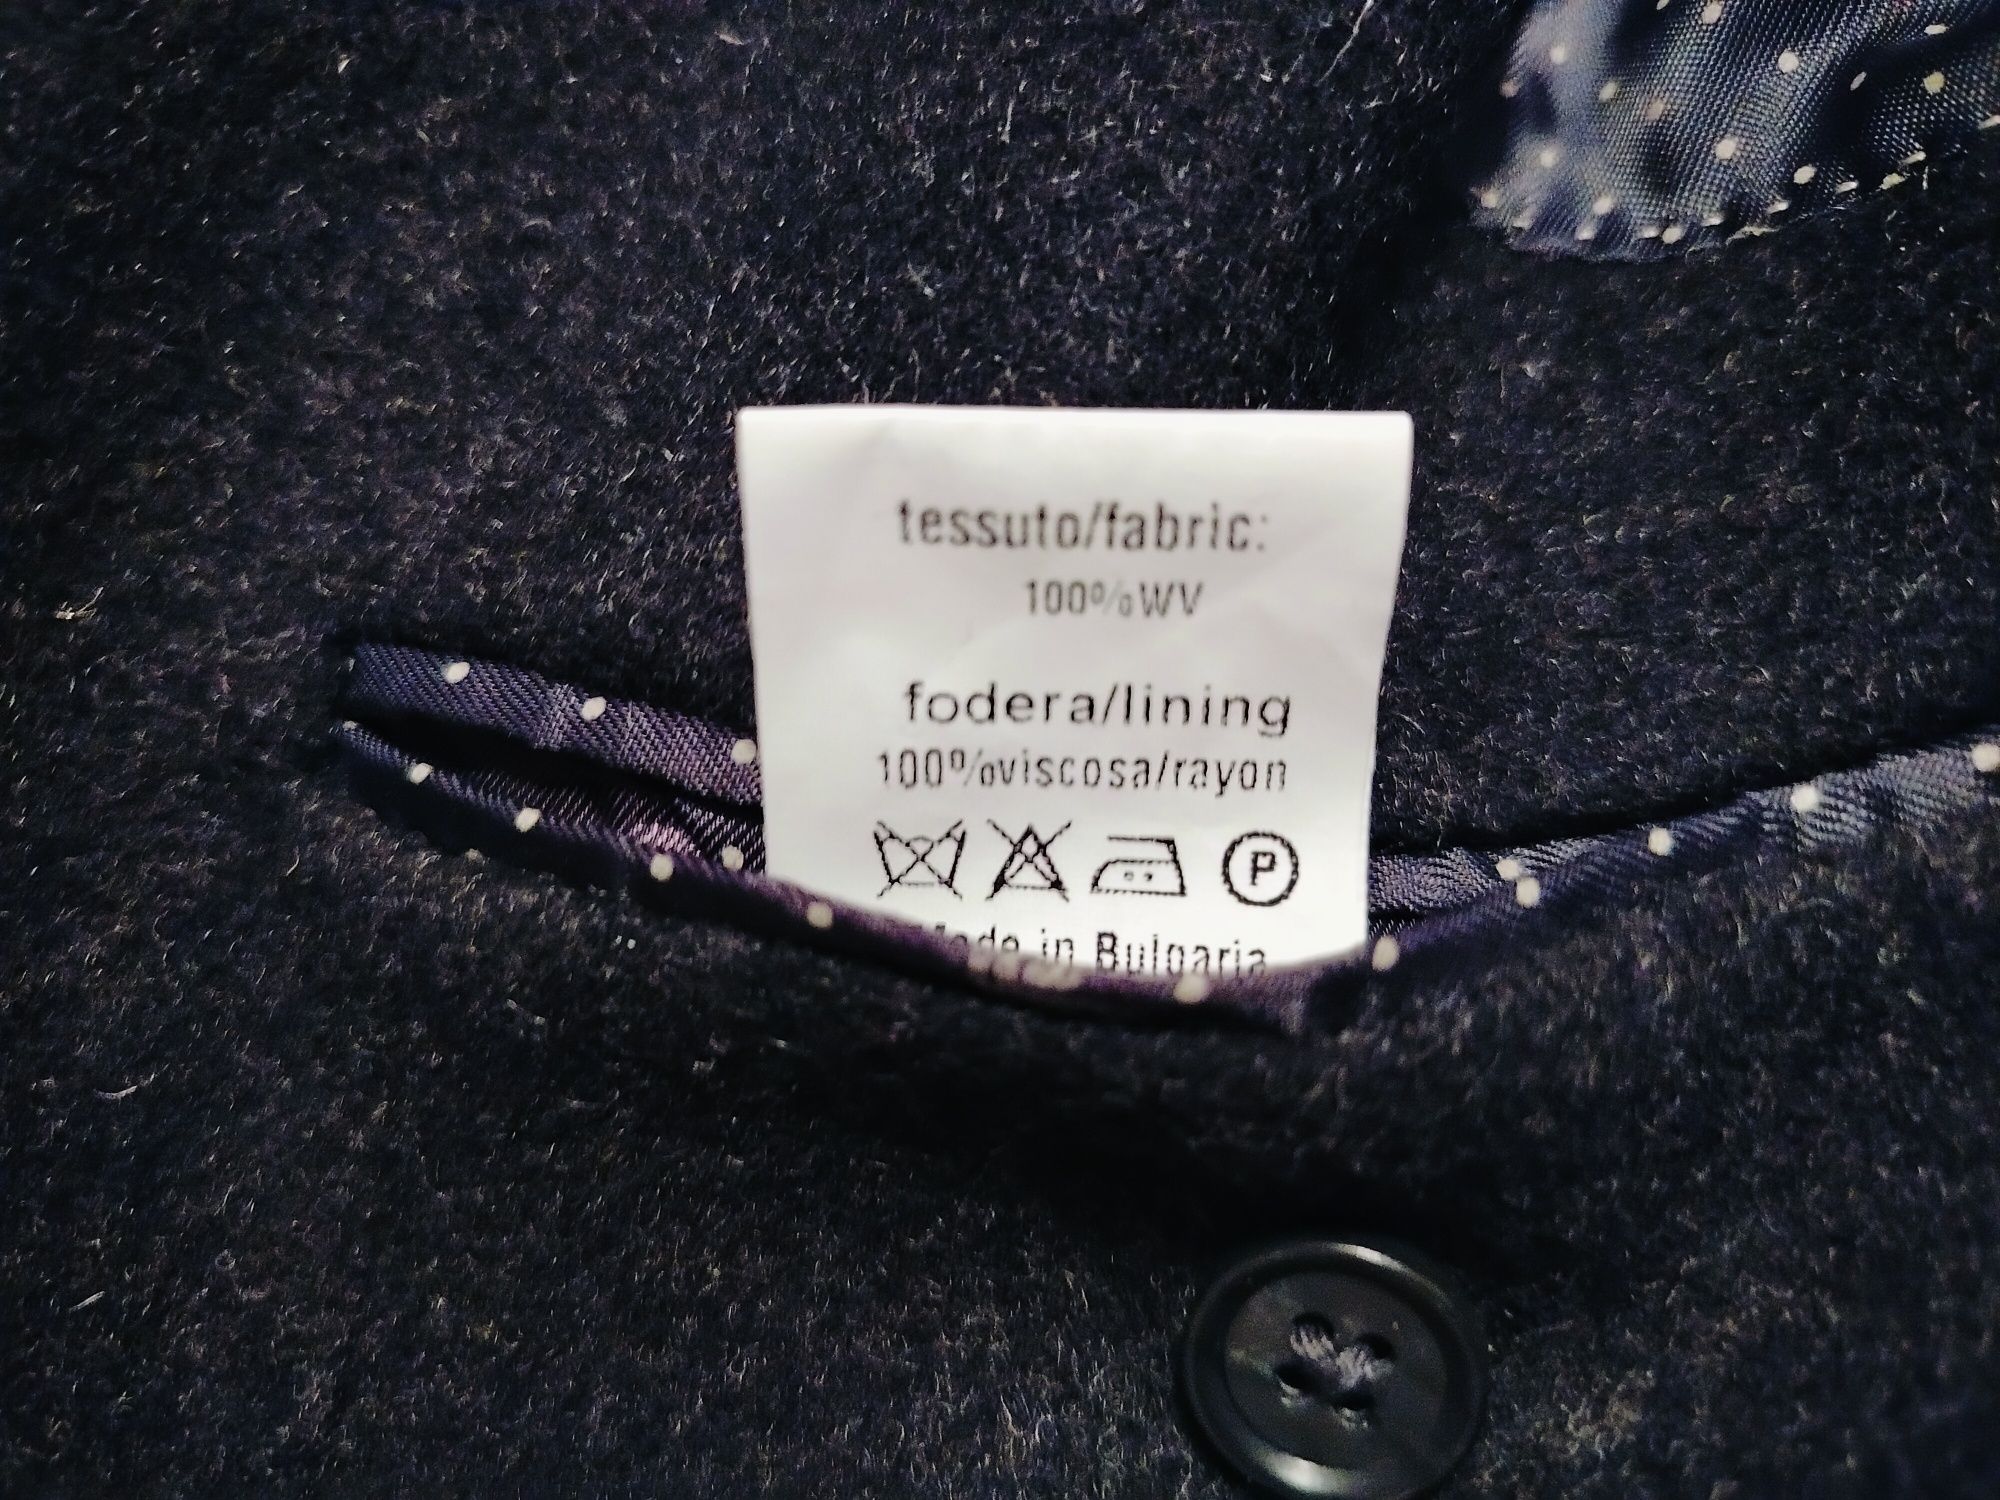 tessuto/fabric:
100%WV
fodera/lining
100%viscosa/rayon
P
Made in Bulgaria